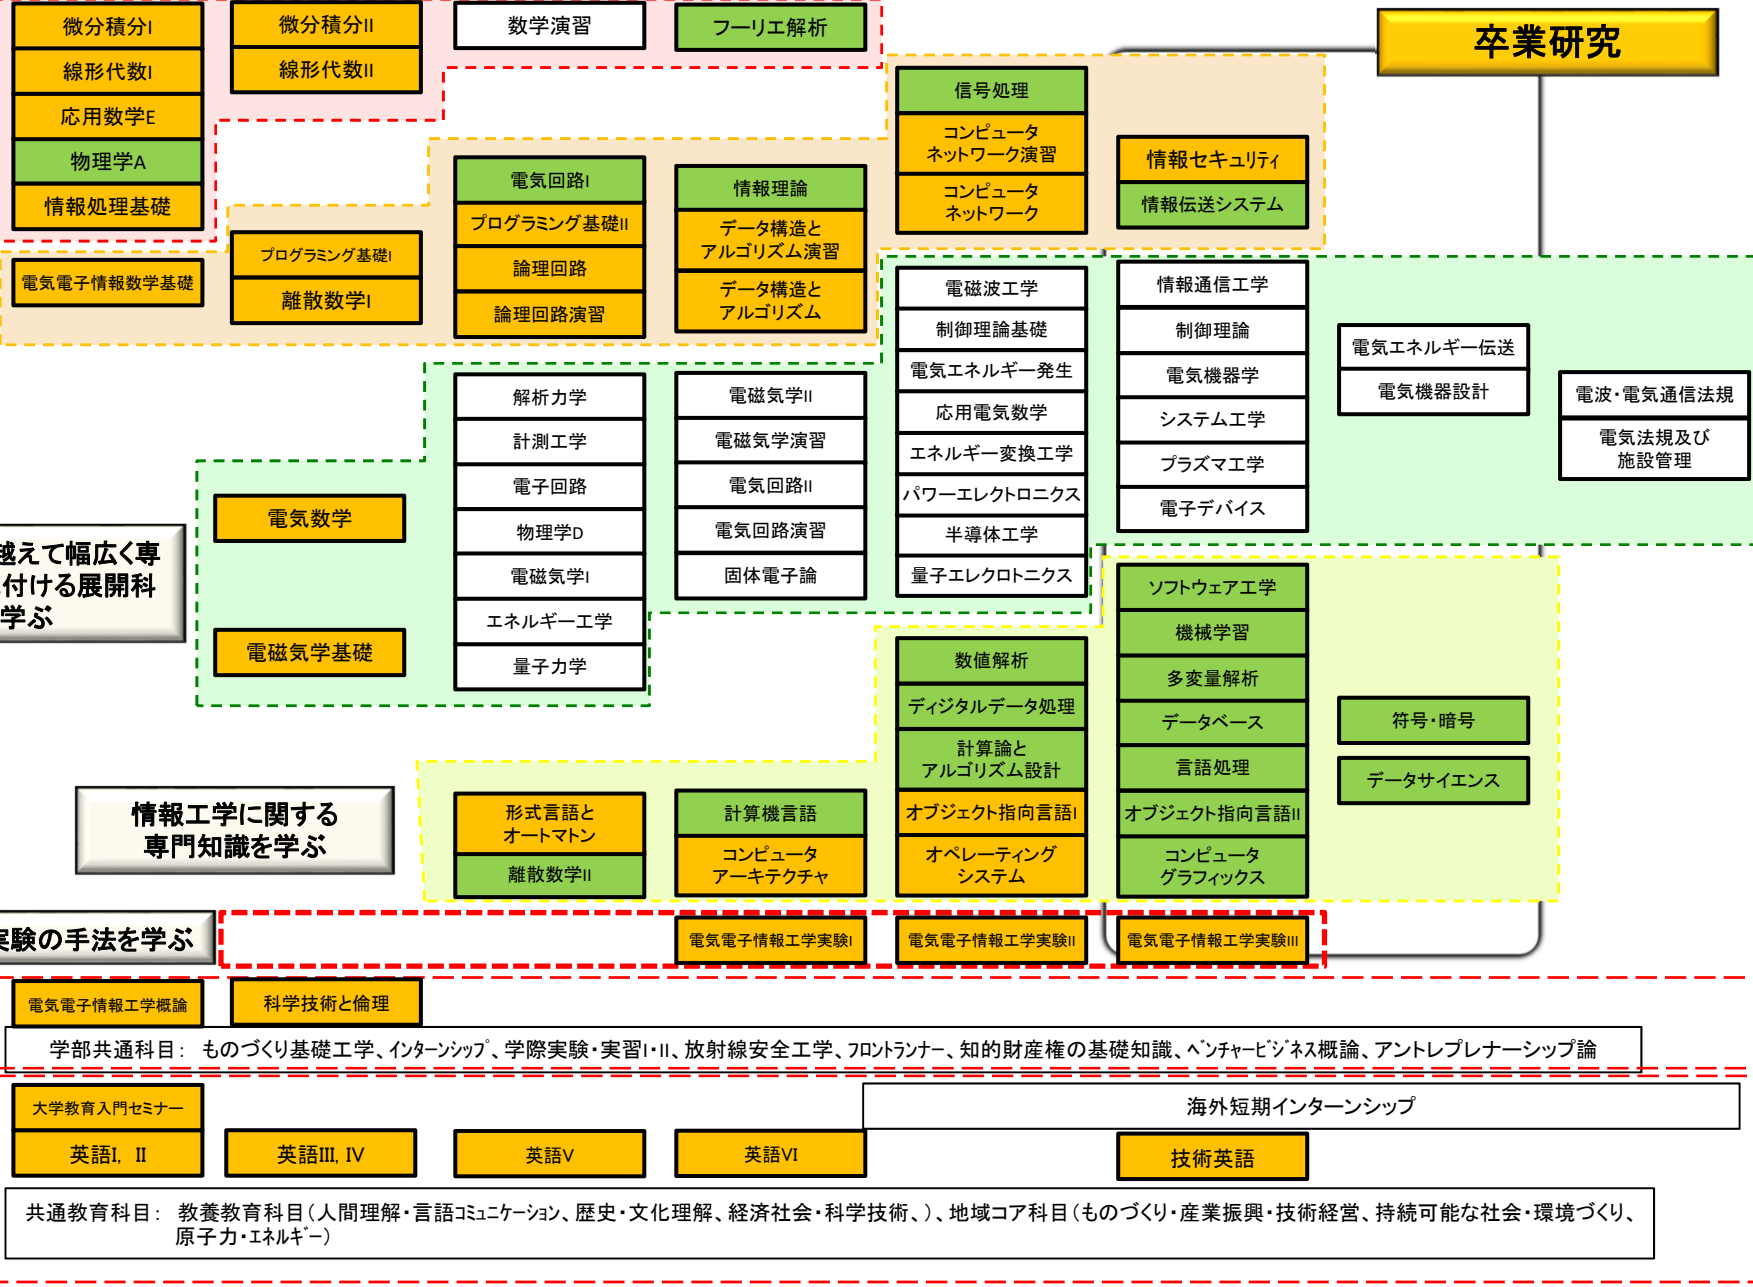 微分積分I
線形代数I
応用数学E
物理学A
情報処理基礎
微分積分II
線形代数II
数学演習
フーリエ解析
卒業研究
電気電子情報数学基礎
プログラミング基礎I
離散数学I
電気回路I
プログラミング基礎II
論理回路
論理回路演習
情報理論
データ構造と
アルゴリズム演習
データ構造と
アルゴリズム
信号処理
コンピュータ
ネットワーク演習
コンピュータ
ネットワーク
情報セキュリティ
情報伝送システム
越えて幅広く専
付ける展開科
学ぶ
電気数学
電磁気学基礎
解析力学
計測工学
電子回路
物理学D
電磁気学I
エネルギー工学
量子力学
電磁気学II
電磁気学演習
電気回路II
電気回路演習
固体電子論
電磁波工学
制御理論基礎
電気エネルギー発生
応用電気数学
エネルギー変換工学
パワーエレクトロニクス
半導体工学
量子エレクロトニクス
情報通信工学
制御理論
電気機器学
システム工学
プラズマ工学
電子デバイス
電気エネルギー伝送
電気機器設計
電波・電気通信法規
電気法規及び
施設管理
情報工学に関する
専門知識を学ぶ
形式言語と
オートマトン
離散数学II
計算機言語
コンピュータ
アーキテクチャ
数値解析
ディジタルデータ処理
計算論と
アルゴリズム設計
オブジェクト指向言語I
オペレーティング
システム
ソフトウェア工学
機械学習
多変量解析
データベース
言語処理
オブジェクト指向言語II
コンピュータ
グラフィックス
符号・暗号
データサイエンス
実験の手法を学ぶ
電気電子情報工学実験I
電気電子情報工学実験II
電気電子情報工学実験III
電気電子情報工学概論
科学技術と倫理
学部共通科目： ものづくり基礎工学、インターンシップ、学際実験・実習I・II、放射線安全工学、フロントランナー、知的財産権の基礎知識、ベンチャービジネス概論、アントレプレナーシップ論
大学教育入門セミナー
海外短期インターンシップ
英語I, II
英語III, IV
英語V
英語VI
技術英語
共通教育科目： 教養教育科目（人間理解・言語コミュニケーション、歴史・文化理解、経済社会・科学技術、）、地域コア科目（ものづくり・産業振興・技術経営、持続可能な社会・環境づくり、
原子力・エネルギー）